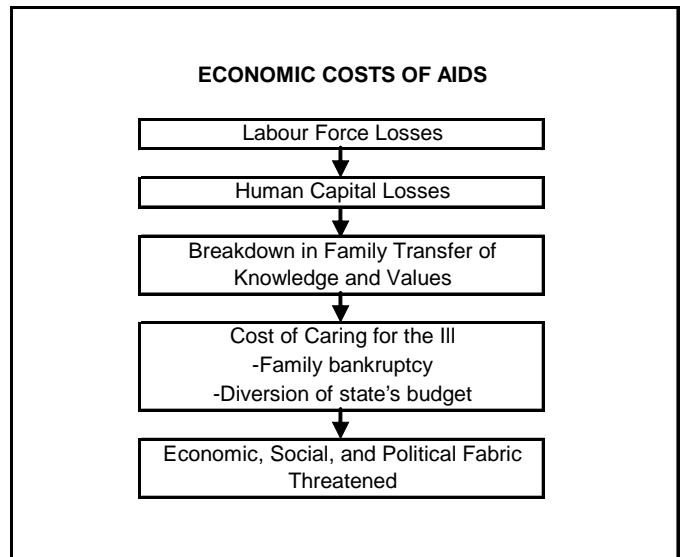 ECONOMIC COSTS OF AIDS
Labour Force Losses
Human Capital Losses
Breakdown in Family Transfer of
Knowledge and Values
Cost of Caring for the Ill
-Family bankruptcy
-Diversion of state’s budget
Economic, Social, and Political Fabric
Threatened